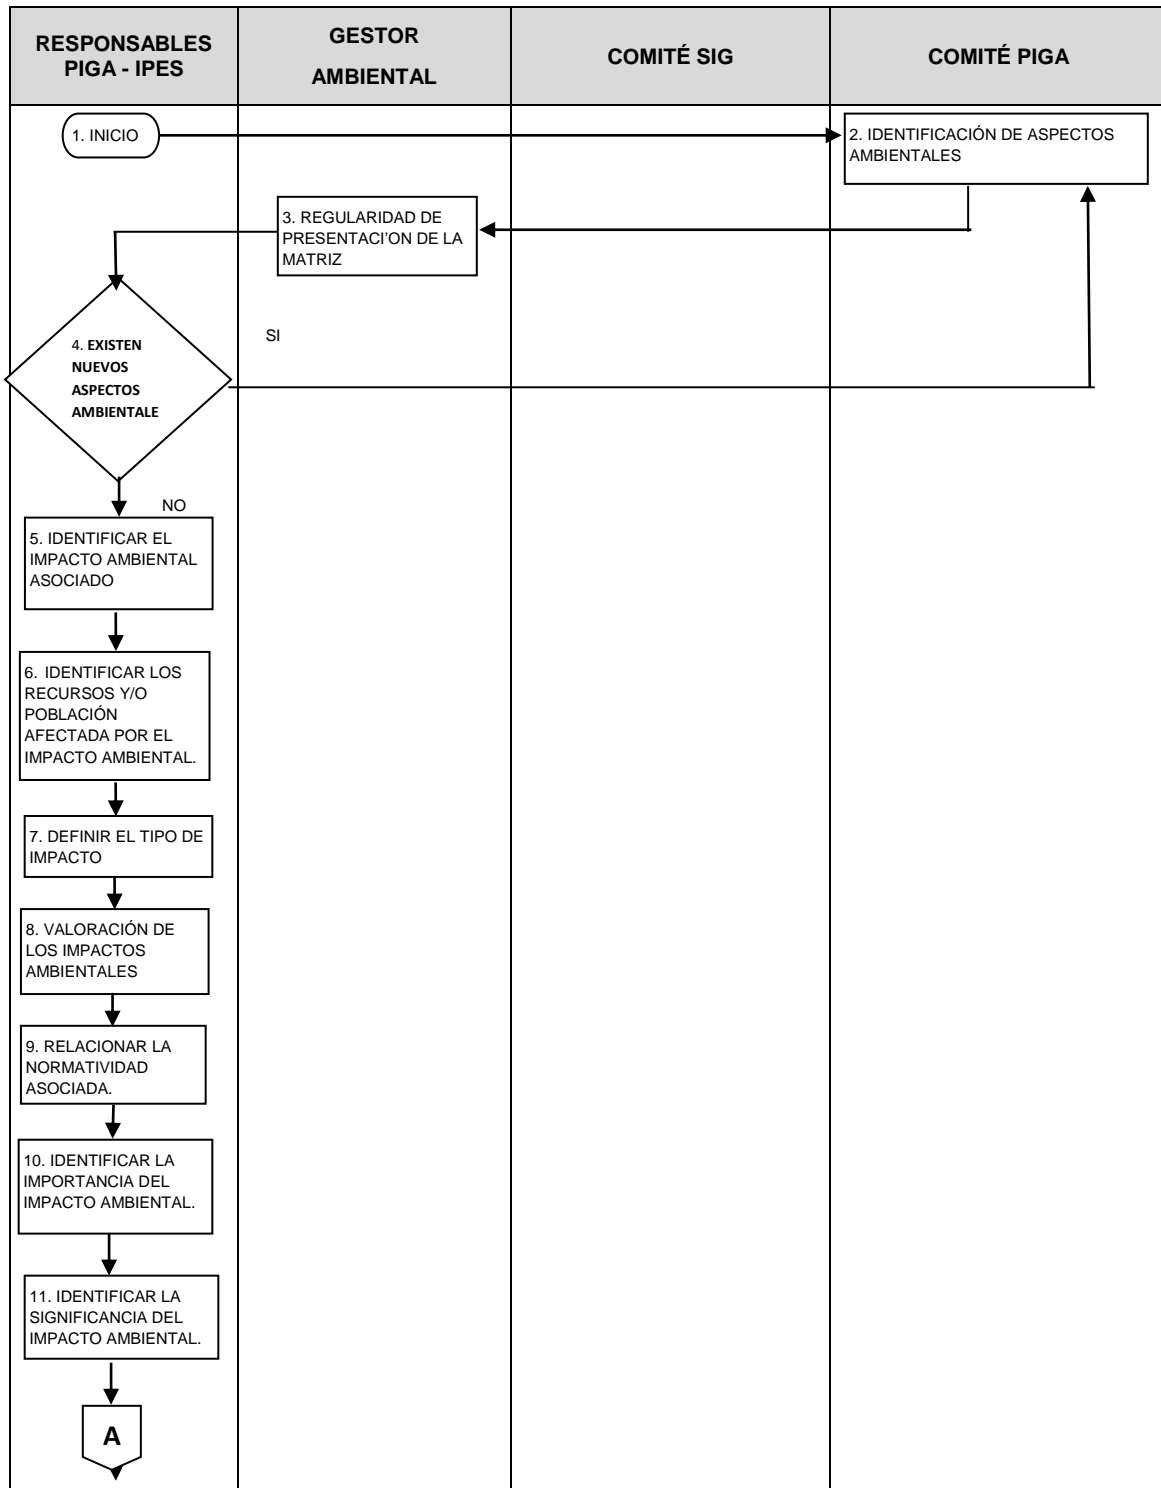 RESPONSABLES
PIGA - IPES
GESTOR
AMBIENTAL
COMITÉ SIG
COMITÉ PIGA
1. INICIO
2. IDENTIFICACIÓN DE ASPECTOS
AMBIENTALES
3. REGULARIDAD DE
PRESENTACI'ON DE LA
MATRIZ
4. EXISTEN
NUEVOS
ASPECTOS
AMBIENTALE
SI
NO
5. IDENTIFICAR EL
IMPACTO AMBIENTAL
ASOCIADO
6. IDENTIFICAR LOS
RECURSOS Y/O
POBLACIÓN
AFECTADA POR EL
IMPACTO AMBIENTAL.
7. DEFINIR EL TIPO DE
IMPACTO
8. VALORACIÓN DE
LOS IMPACTOS
AMBIENTALES
9. RELACIONAR LA
NORMATIVIDAD
ASOCIADA.
10. IDENTIFICAR LA
IMPORTANCIA DEL
IMPACTO AMBIENTAL.
11. IDENTIFICAR LA
SIGNIFICANCIA DEL
IMPACTO AMBIENTAL.
A